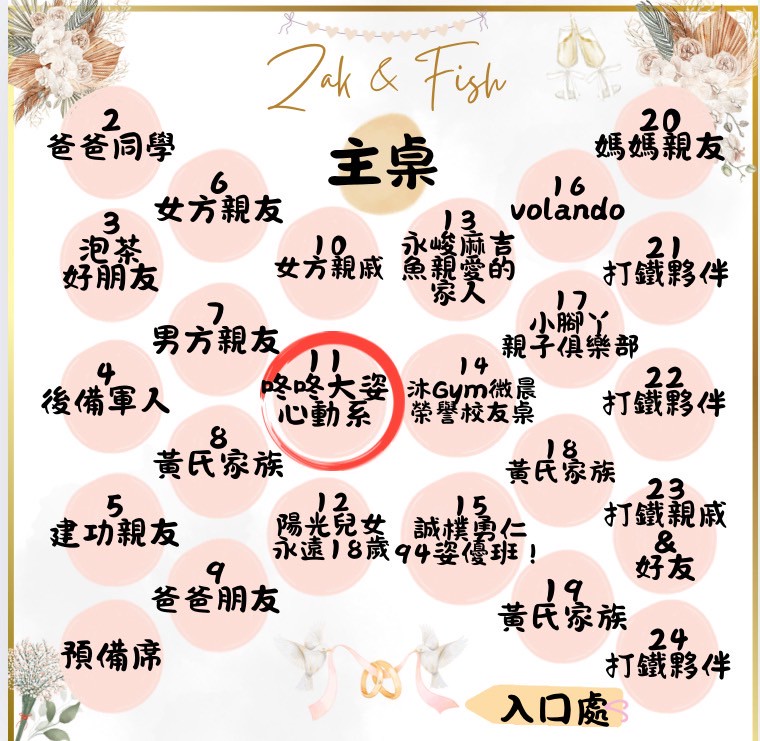 Zak & Fish
主桌
2
爸爸同學
3
泡茶
好朋友
4
後備軍人
5
建功親友
預備席
6
女方親友
7
男方親友
8
黃氏家族
9
爸爸朋友
10
女方親戚
11
咚咚大姿
心動系
12
陽光兒女
永遠18歲
13
永峻麻吉
魚親愛的
家人
14
沐Gym微晨
榮譽校友桌
15
誠樸勇仁
94姿優班！
16
volando
17
小腳丫
親子俱樂部
18
黃氏家族
19
黃氏家族
20
媽媽親友
21
打鐵夥伴
22
打鐵夥伴
23
打鐵親戚
&
好友
24
打鐵夥伴
入口處